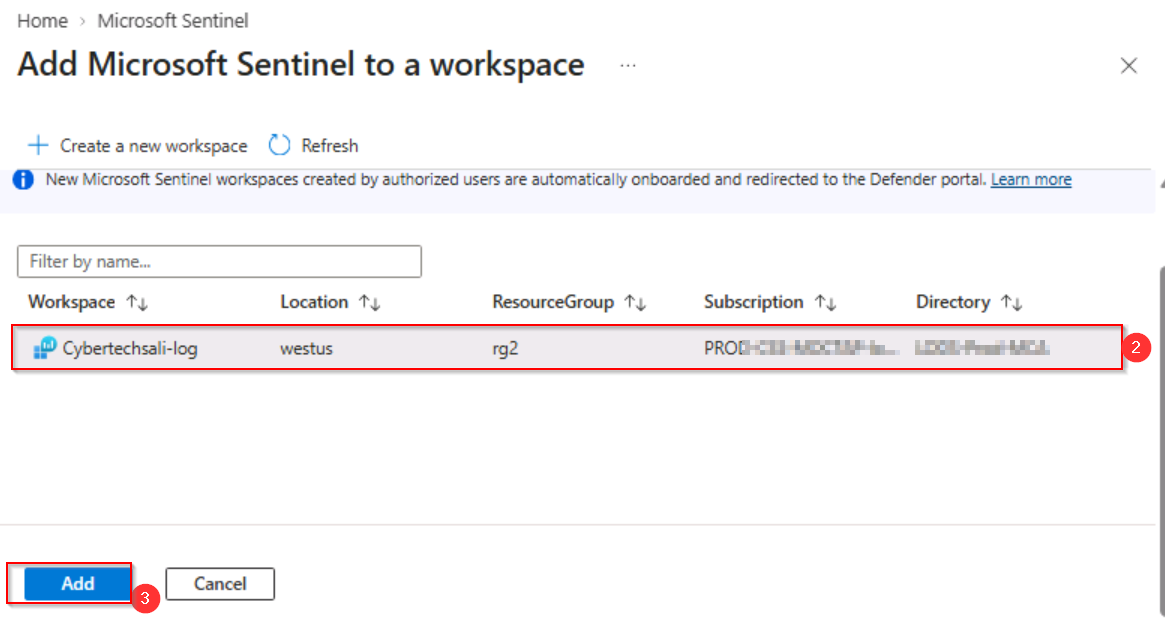 Home > Microsoft Sentinel
Add Microsoft Sentinel to a workspace ...
Create a new workspace Refresh
New Microsoft Sentinel workspaces created by authorized users are automatically onboarded and redirected to the Defender portal. Learn more
Filter by name...
Workspace ↑↓ Location ↑↓ ResourceGroup ↑↓ Subscription ↑↓ Directory ↑↓
Cybertechsali-log westus rg2 2
Add 3 Cancel